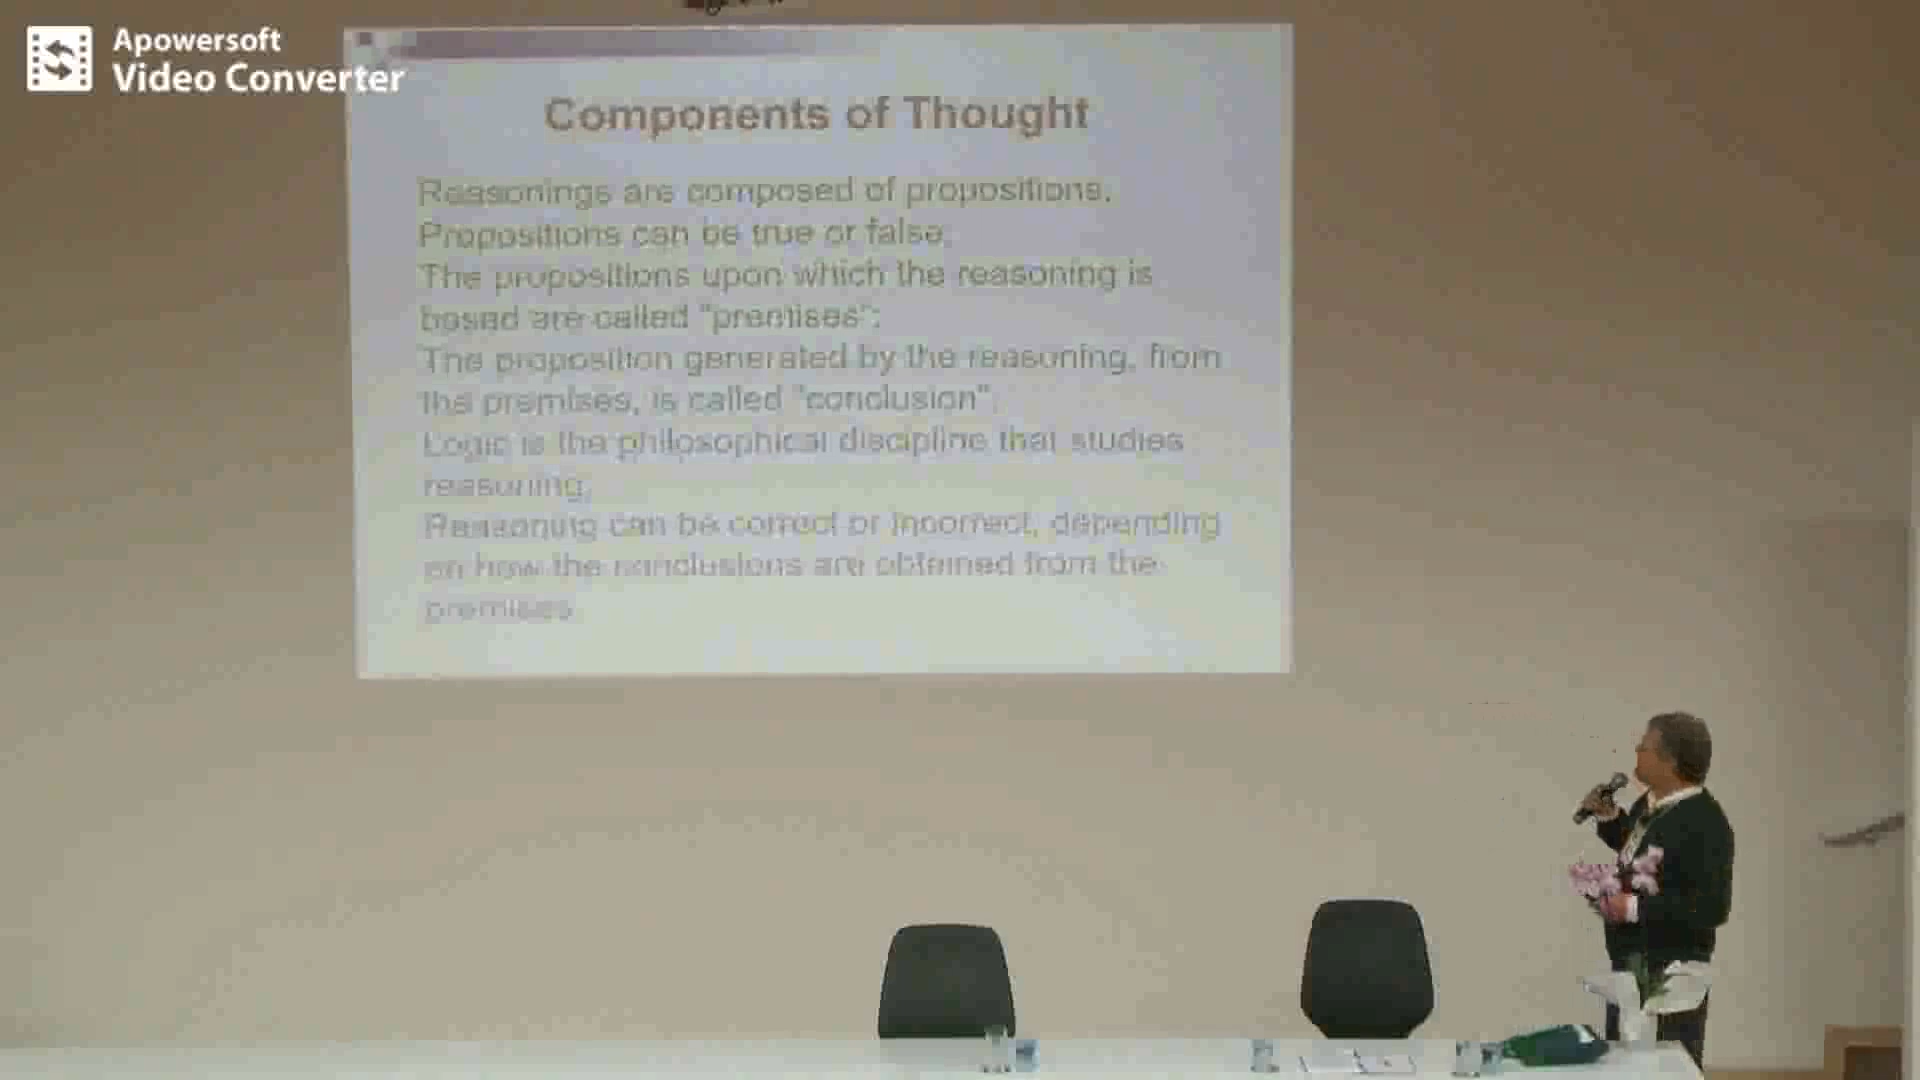 Apowersoft
Video Converter
Components of Thought
Reasonings are composed of propositions.
Propositions can be true or false.
The propositions upon which the reasoning is
based are called "premises";
The proposition generated by the reasoning, from
the premises, is called "conclusion".
Logic is the philosophical discipline that studies
reasoning.
Reasoning can be correct or incorrect, depending
on how the conclusions are obtained from the
premises.